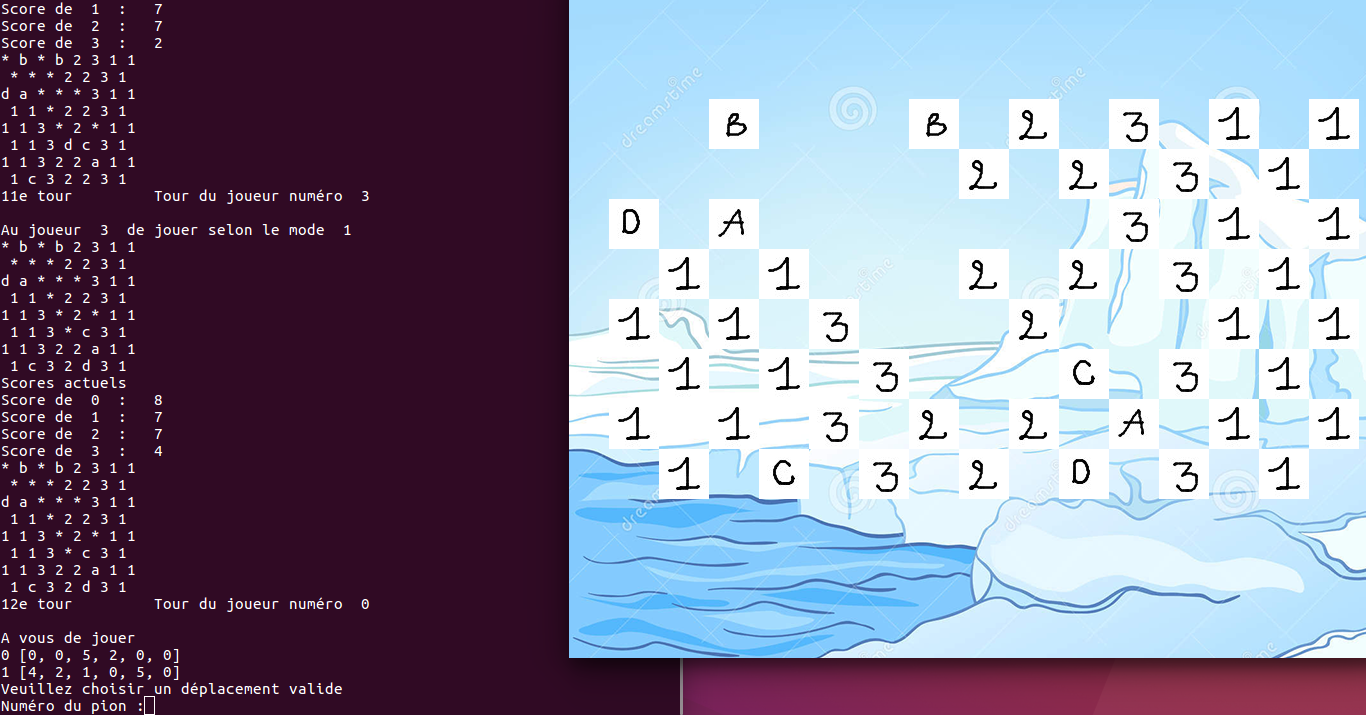 Score de  1  :   7
Score de  2  :   7
Score de  3  :   2
* b * b 2 3 1 1
 * * * 2 2 3 1
d a * * * 3 1 1
 1 1 * 2 2 3 1
1 1 3 * 2 * 1 1
 1 1 3 d c 3 1
1 1 3 2 2 a 1 1
 1 c 3 2 2 3 1
11e tour          Tour du joueur numéro  3
Au joueur  3  de jouer selon le mode  1
* b * b 2 3 1 1
 * * * 2 2 3 1
d a * * * 3 1 1
 1 1 * 2 2 3 1
1 1 3 * 2 * 1 1
 1 1 3 * c 3 1
1 1 3 2 2 a 1 1
 1 c 3 2 d 3 1
Scores actuels
Score de  0  :   8
Score de  1  :   7
Score de  2  :   7
Score de  3  :   4
* b * b 2 3 1 1
 * * * 2 2 3 1
d a * * * 3 1 1
 1 1 * 2 2 3 1
1 1 3 * 2 * 1 1
 1 1 3 * c 3 1
1 1 3 2 2 a 1 1
 1 c 3 2 d 3 1
12e tour          Tour du joueur numéro  0
A vous de jouer
0 [0, 0, 5, 2, 0, 0]
1 [4, 2, 1, 0, 5, 0]
Veuillez choisir un déplacement valide
Numéro du pion :
B B 2 3 1 1
2 2 3 1
D A 3 1 1
1 1 2 2 3 1
1 1 3 2 1 1
1 1 3 C 3 1
1 1 3 2 2 A 1 1
1 C 3 2 D 3 1
dreamstime
dreamstime
dreamstime
dreamstime
dreamstime